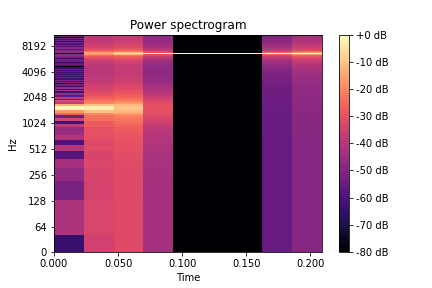 Power spectrogram
8192
4096
2048
1024
512
256
128
64
0
Hz
0.000 0.050 0.100 0.150 0.200
Time
+0 dB
-10 dB
-20 dB
-30 dB
-40 dB
-50 dB
-60 dB
-70 dB
-80 dB